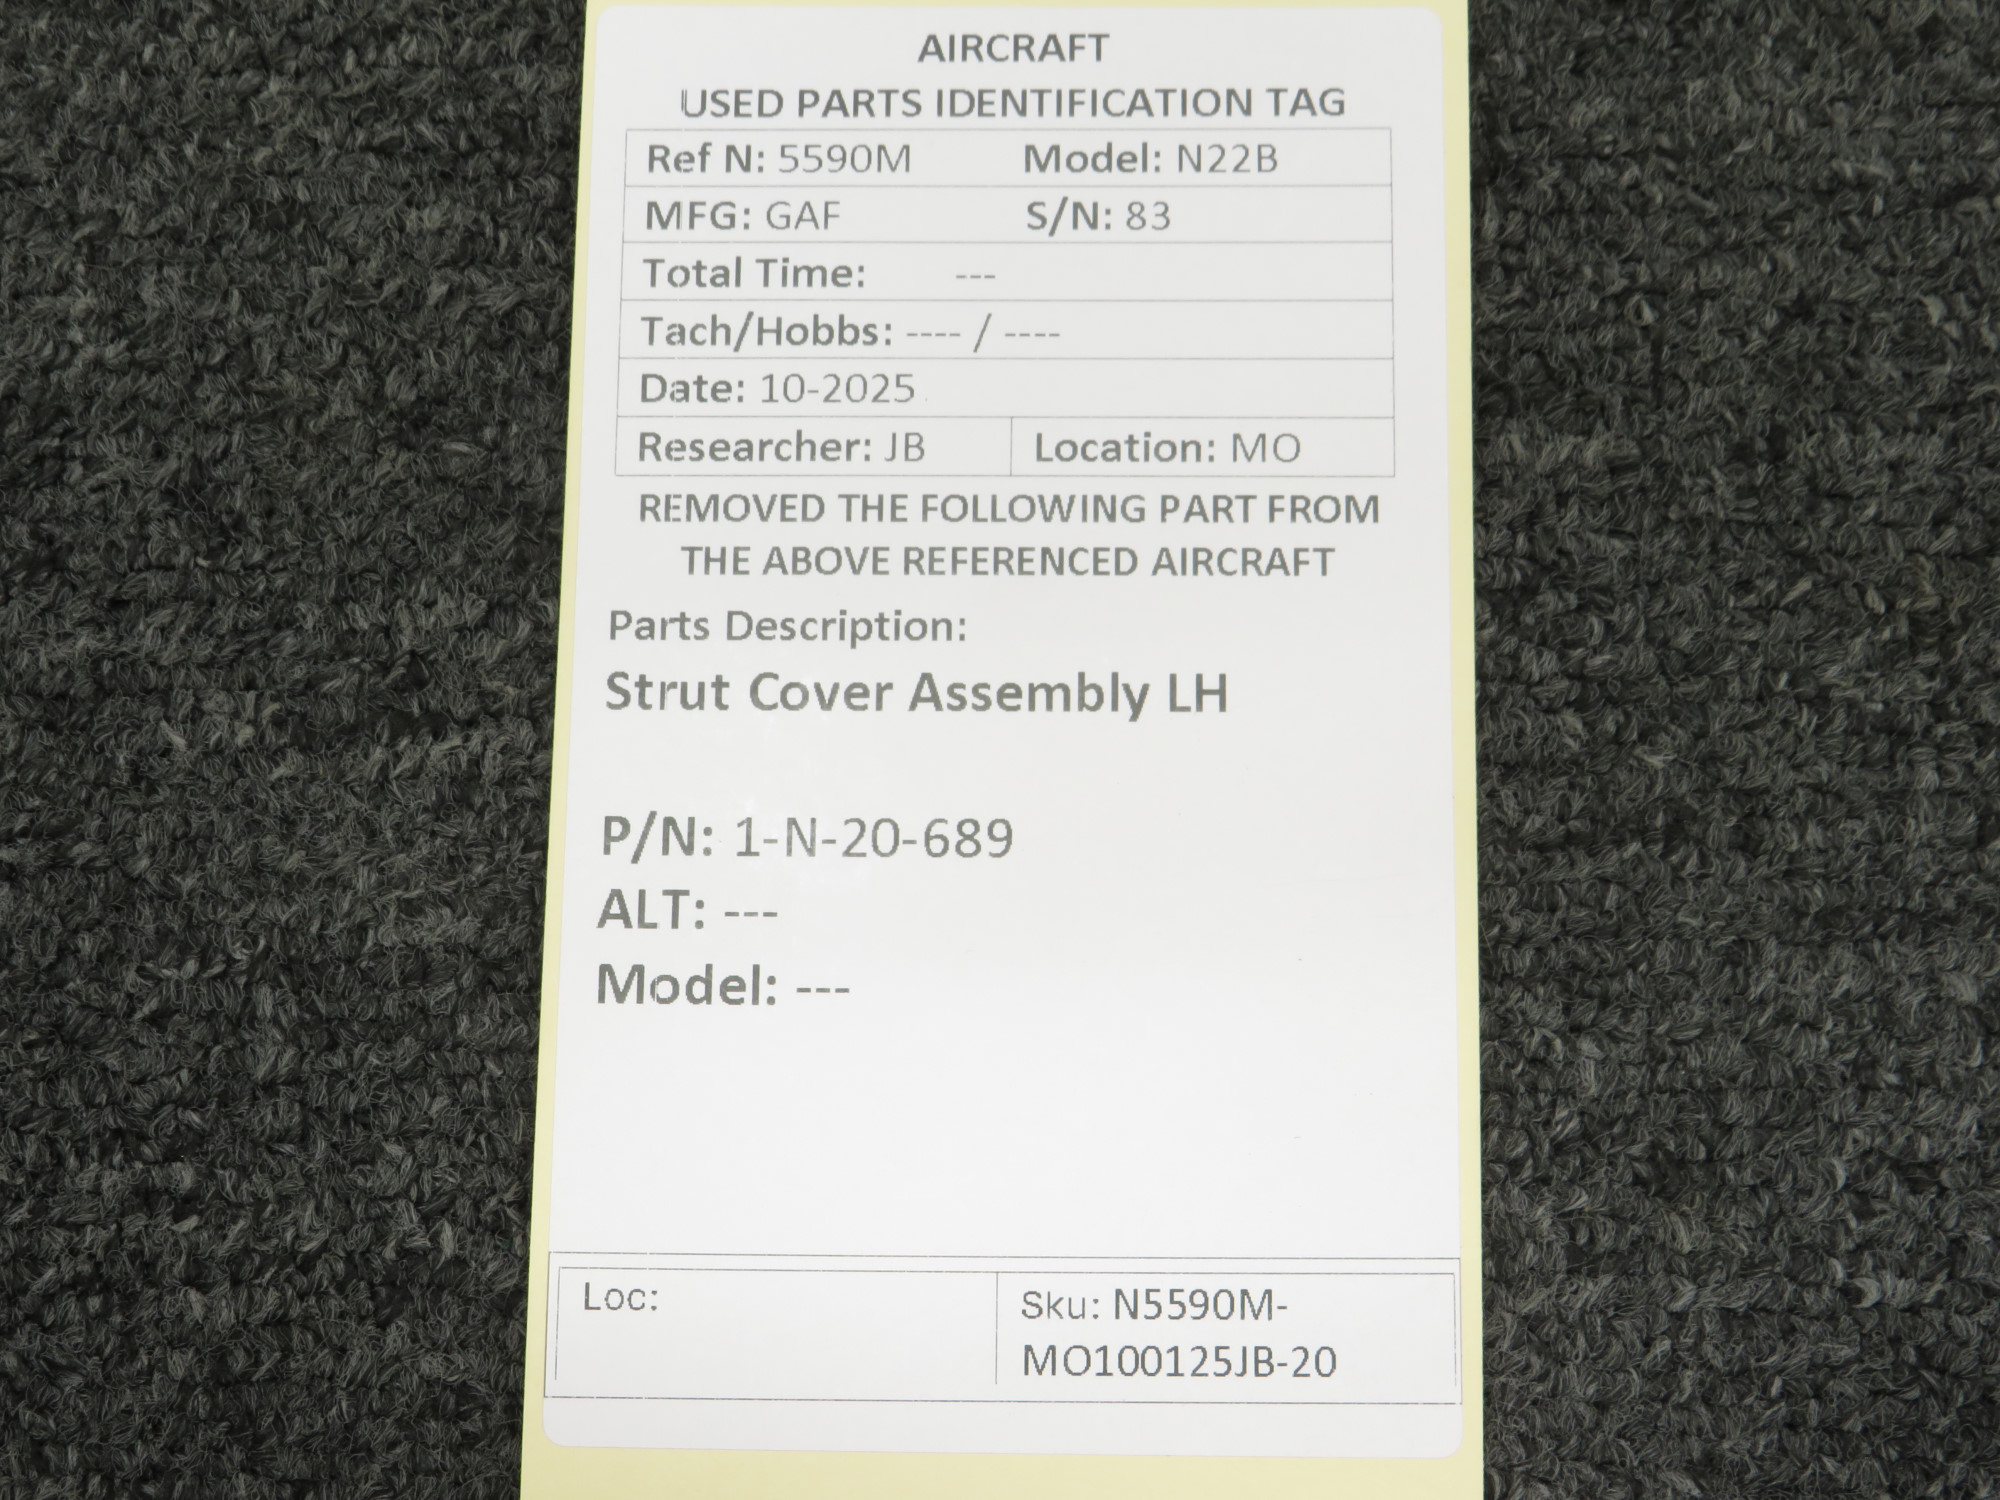 AIRCRAFT
USED PARTS IDENTIFICATION TAG
Ref N: 5590M Model: N22B
MFG: GAF S/N: 83
Total Time: ---
Tach/Hobbs: ---- / ----
Date: 10-2025
Researcher: JB Location: MO
REMOVED THE FOLLOWING PART FROM
THE ABOVE REFERENCED AIRCRAFT
Parts Description:
Strut Cover Assembly LH
P/N: 1-N-20-689
ALT: ---
Model: ---
Loc: Sku: N5590M-
MO100125JB-20